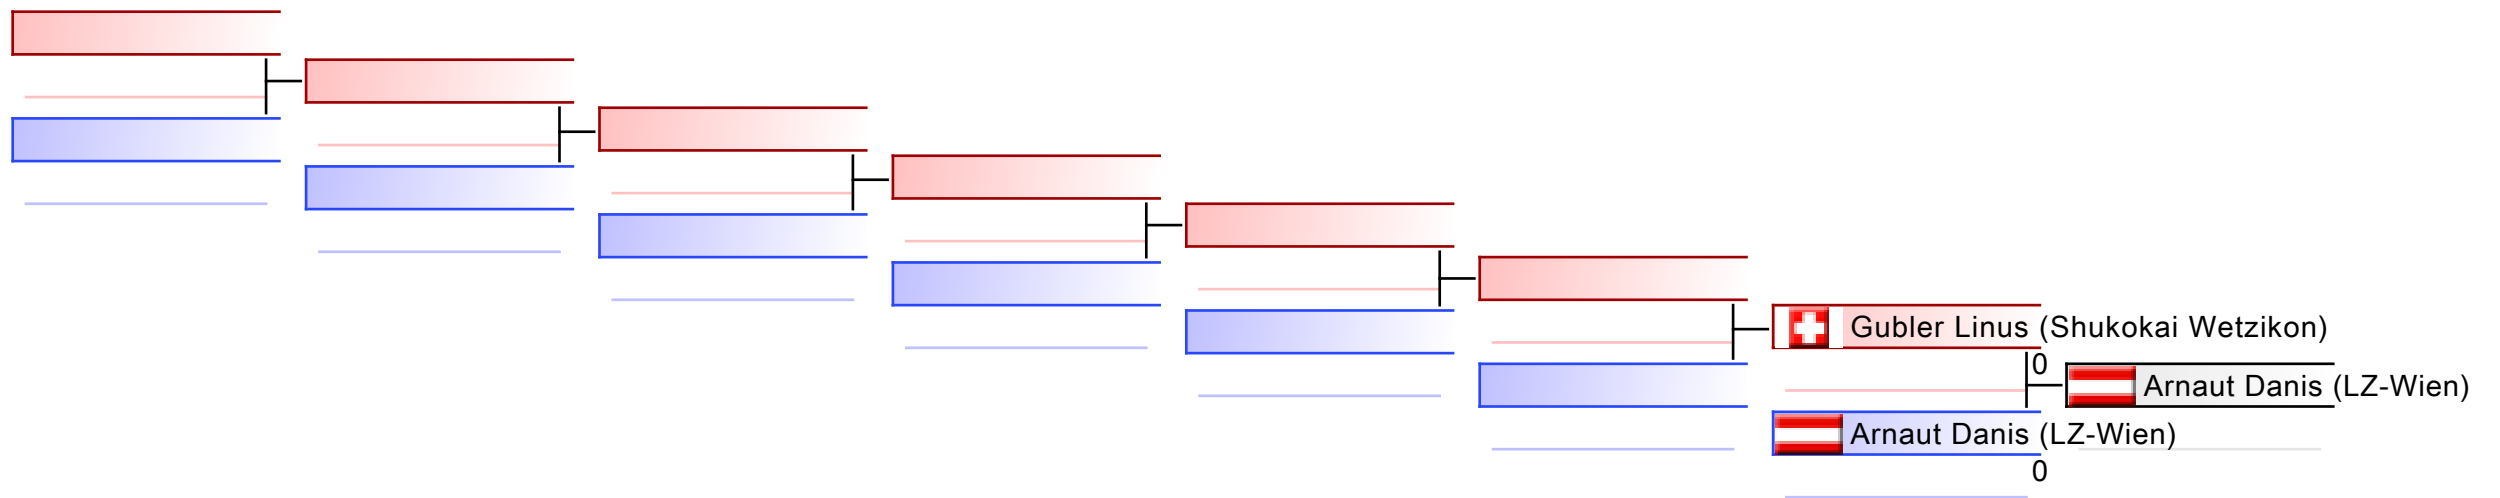 Gubler Linus (Shukokai Wetzikon)
0
Arnaut Danis (LZ-Wien)
Arnaut Danis (LZ-Wien)
0